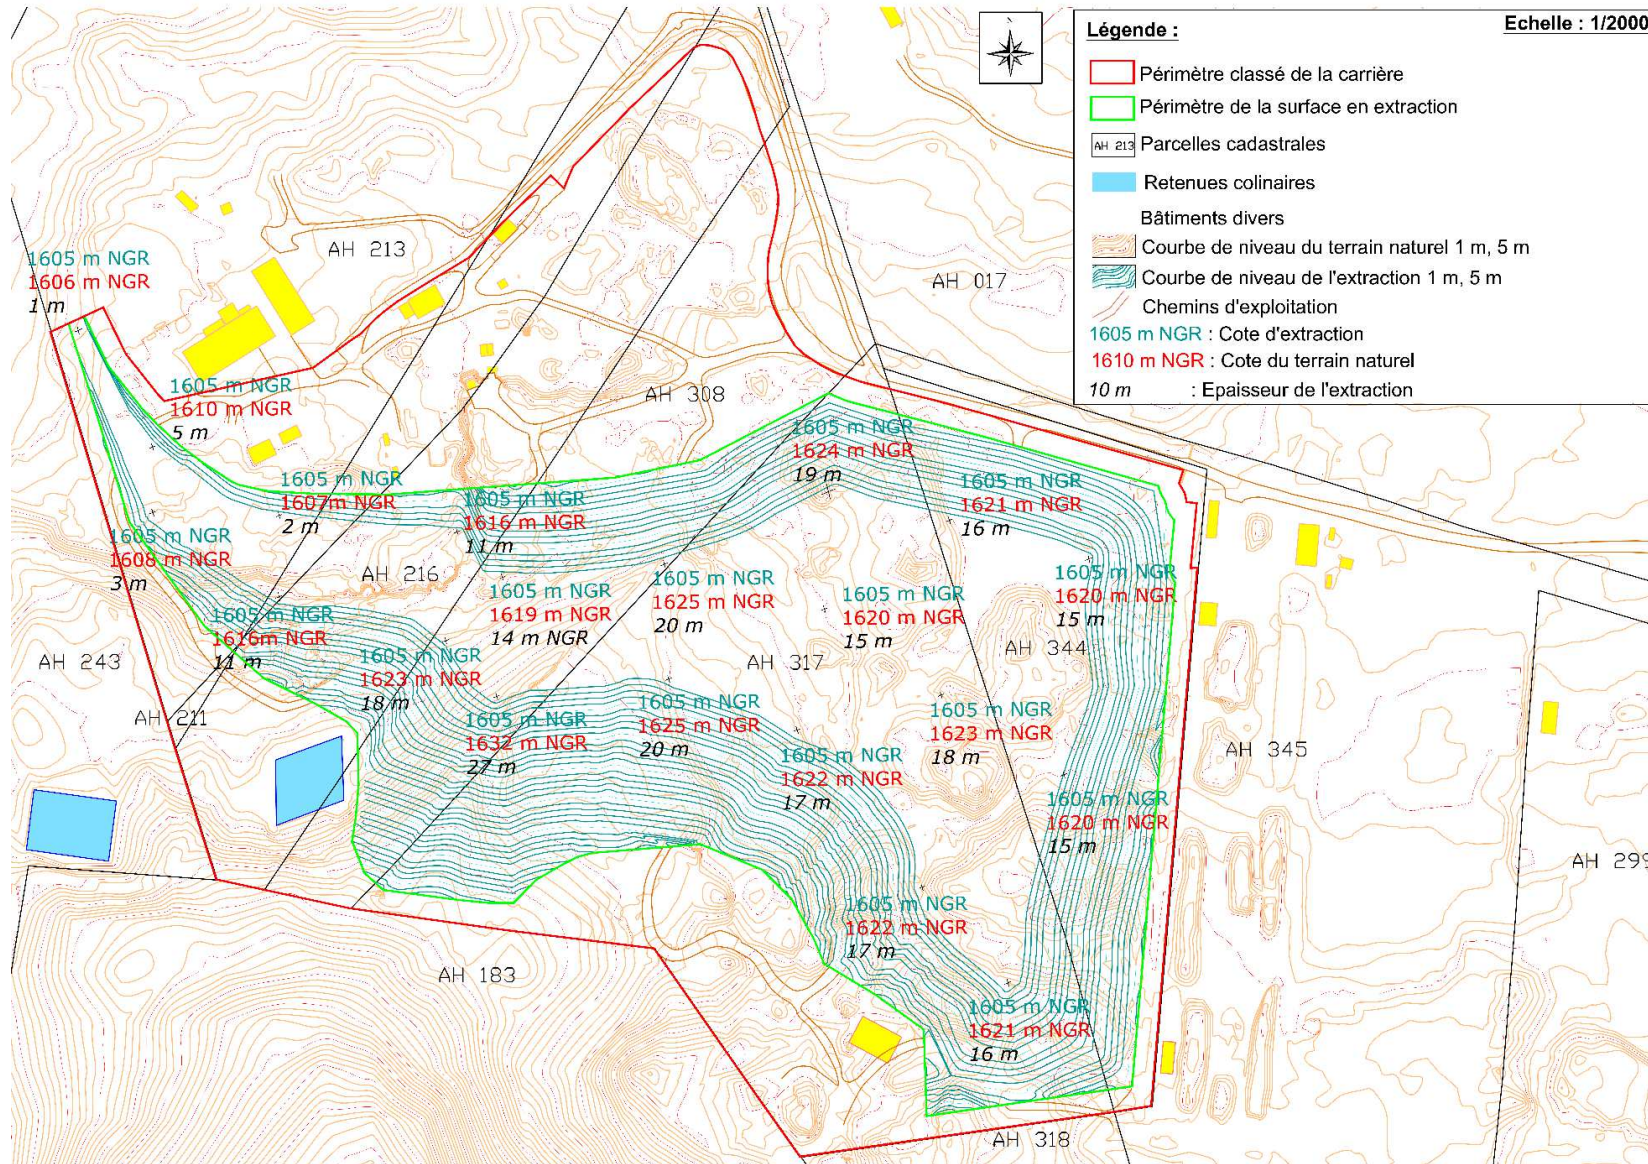 Légende :
Echelle : 1/2000
Périmètre classé de la carrière
Périmètre de la surface en extraction
AH 213
Parcelles cadastrales
Retenues colinaires
Bâtiments divers
Courbe de niveau du terrain naturel 1 m, 5 m
Courbe de niveau de l'extraction 1 m, 5 m
Chemins d'exploitation
1605 m NGR : Cote d'extraction
1610 m NGR : Cote du terrain naturel
10 m : Epaisseur de l'extraction
AH 213
1605 m NGR
1606 m NGR
1 m
AH 017
1605 m NGR
1610 m NGR
5 m
AH 308
1605 m NGR
1624 m NGR
19 m
1605 m NGR
1607m NGR
2 m
1605 m NGR
1616 m NGR
11 m
1605 m NGR
1621 m NGR
16 m
1605 m NGR
1608 m NGR
3 m
AH 216
1605 m NGR
1619 m NGR
14 m NGR
1605 m NGR
1625 m NGR
20 m
1605 m NGR
1620 m NGR
15 m
1605 m NGR
1620 m NGR
15 m
1605 m NGR
1616m NGR
11 m
AH 243
1605 m NGR
1623 m NGR
18 m
AH 317
AH 344
AH 211
1605 m NGR
1632 m NGR
27 m
1605 m NGR
1625 m NGR
20 m
1605 m NGR
1623 m NGR
18 m
AH 345
1605 m NGR
1622 m NGR
17 m
1605 m NGR
1620 m NGR
15 m
AH 299
1605 m NGR
1622 m NGR
17 m
AH 183
1605 m NGR
1621 m NGR
16 m
AH 318